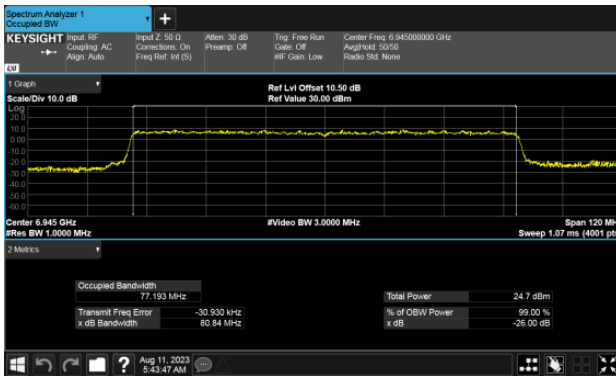 Spectrum Analyzer 1
Occupied BW
+
KEYSIGHT Input: RF Input Z: 50 Ω Atten: 30 dB Trig: Free Run Center Freq: 6.945000000 GHz
Coupling: AC Corrections: On Preamp: Off Gate: Off Avg|Hold: 50/50
Align: Auto Freq Ref: Int (S) #IF Gain: Low Radio Std: None
LXI
1 Graph Ref Lvl Offset 10.50 dB
Scale/Div 10.0 dB Ref Value 30.00 dBm
Log
20.0
10.0
0.00
-10.0
-20.0
-30.0
-40.0
-50.0
-60.0
Center 6.945 GHz #Video BW 3.0000 MHz Span 120 MH
#Res BW 1.0000 MHz Sweep 1.07 ms (4001 pts
2 Metrics
Occupied Bandwidth
77.193 MHz Total Power 24.7 dBm
Transmit Freq Error -30.930 kHz % of OBW Power 99.00 %
x dB Bandwidth 80.84 MHz x dB -26.00 dB
? Aug 11, 2023
5:43:47 AM